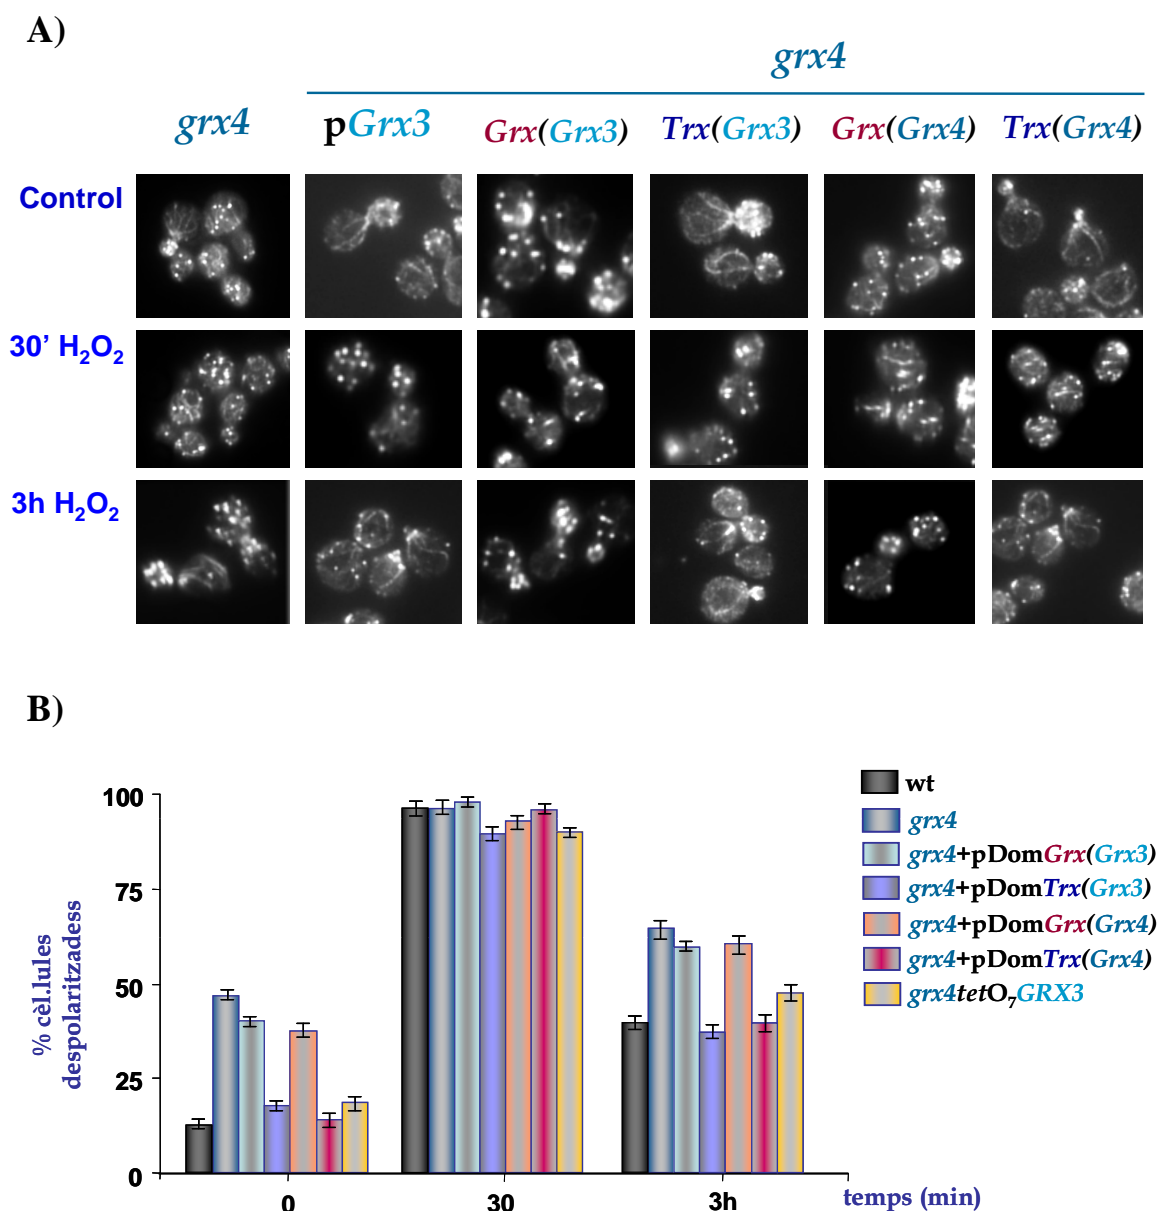 A)
grx4
grx4 pGrx3 Grx(Grx3) Trx(Grx3) Grx(Grx4) Trx(Grx4)
Control
30’ H2O2
3h H2O2
B)
% cèl.lules
despolaritzadess
100
75
50
25
0
0 30 3h temps (min)
wt
grx4
grx4+pDomGrx(Grx3)
grx4+pDomTrx(Grx3)
grx4+pDomGrx(Grx4)
grx4+pDomTrx(Grx4)
grx4tetO7GRX3